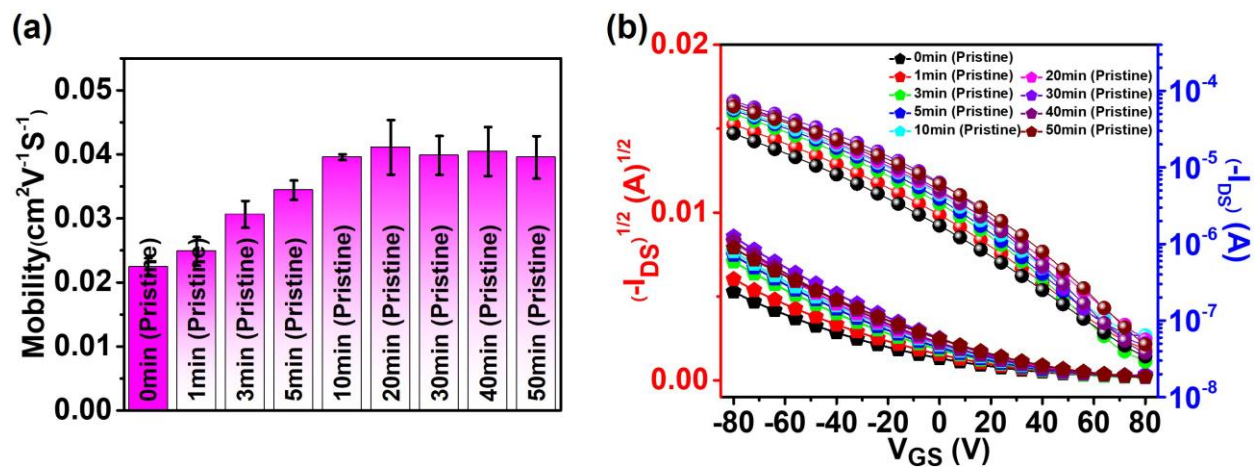 (a)
Mobility(cm²V⁻¹S⁻¹)
0.05
0.04
0.03
0.02
0.01
0.00
0min (Pristine)
1min (Pristine)
3min (Pristine)
5min (Pristine)
10min (Pristine)
20min (Pristine)
30min (Pristine)
40min (Pristine)
50min (Pristine)
(b)
(-I_DS)^1/2 (A)^1/2
0.02
0.01
0.00
0min (Pristine)
1min (Pristine) 20min (Pristine)
3min (Pristine) 30min (Pristine)
5min (Pristine) 40min (Pristine)
10min (Pristine) 50min (Pristine)
10⁻⁴
10⁻⁵
10⁻⁶
10⁻⁷
10⁻⁸
(-I_DS) (A)
-80 -60 -40 -20 0 20 40 60 80
V_GS (V)